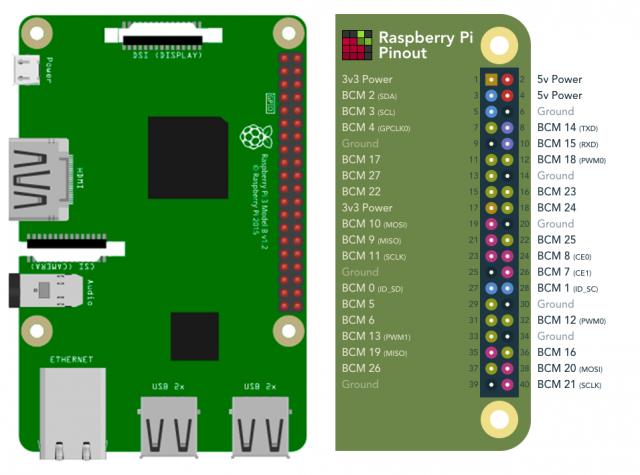 DSI (DISPLAY)
Power
GPIO
HDMI
Raspberry Pi 3 Model B v1.2
© Raspberry Pi 2015
CSI (CAMERA)
Audio
ETHERNET
USB 2x
USB 2x
Raspberry Pi
Pinout
3v3 Power 1 2 5v Power
BCM 2 (SDA) 3 4 5v Power
BCM 3 (SCL) 5 6 Ground
BCM 4 (GPCLK0) 7 8 BCM 14 (TXD)
Ground 9 10 BCM 15 (RXD)
BCM 17 11 12 BCM 18 (PWM0)
BCM 27 13 14 Ground
BCM 22 15 16 BCM 23
3v3 Power 17 18 BCM 24
BCM 10 (MOSI) 19 20 Ground
BCM 9 (MISO) 21 22 BCM 25
BCM 11 (SCLK) 23 24 BCM 8 (CE0)
Ground 25 26 BCM 7 (CE1)
BCM 0 (ID_SD) 27 28 BCM 1 (ID_SC)
BCM 5 29 30 Ground
BCM 6 31 32 BCM 12 (PWM0)
BCM 13 (PWM1) 33 34 Ground
BCM 19 (MISO) 35 36 BCM 16
BCM 26 37 38 BCM 20 (MOSI)
Ground 39 40 BCM 21 (SCLK)